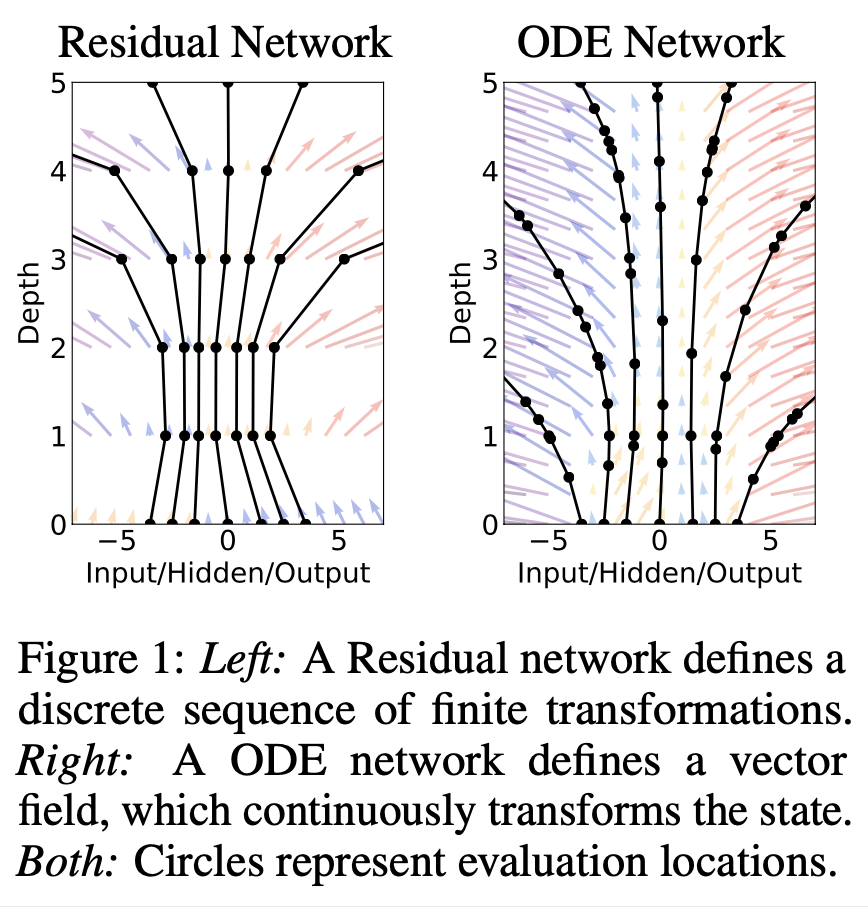 Residual Network
5
4
3
2
1
0
Depth
−5 0 5
Input/Hidden/Output
ODE Network
5
4
3
2
1
0
Depth
−5 0 5
Input/Hidden/Output
Figure 1: Left: A Residual network defines a
discrete sequence of finite transformations.
Right: A ODE network defines a vector
field, which continuously transforms the state.
Both: Circles represent evaluation locations.